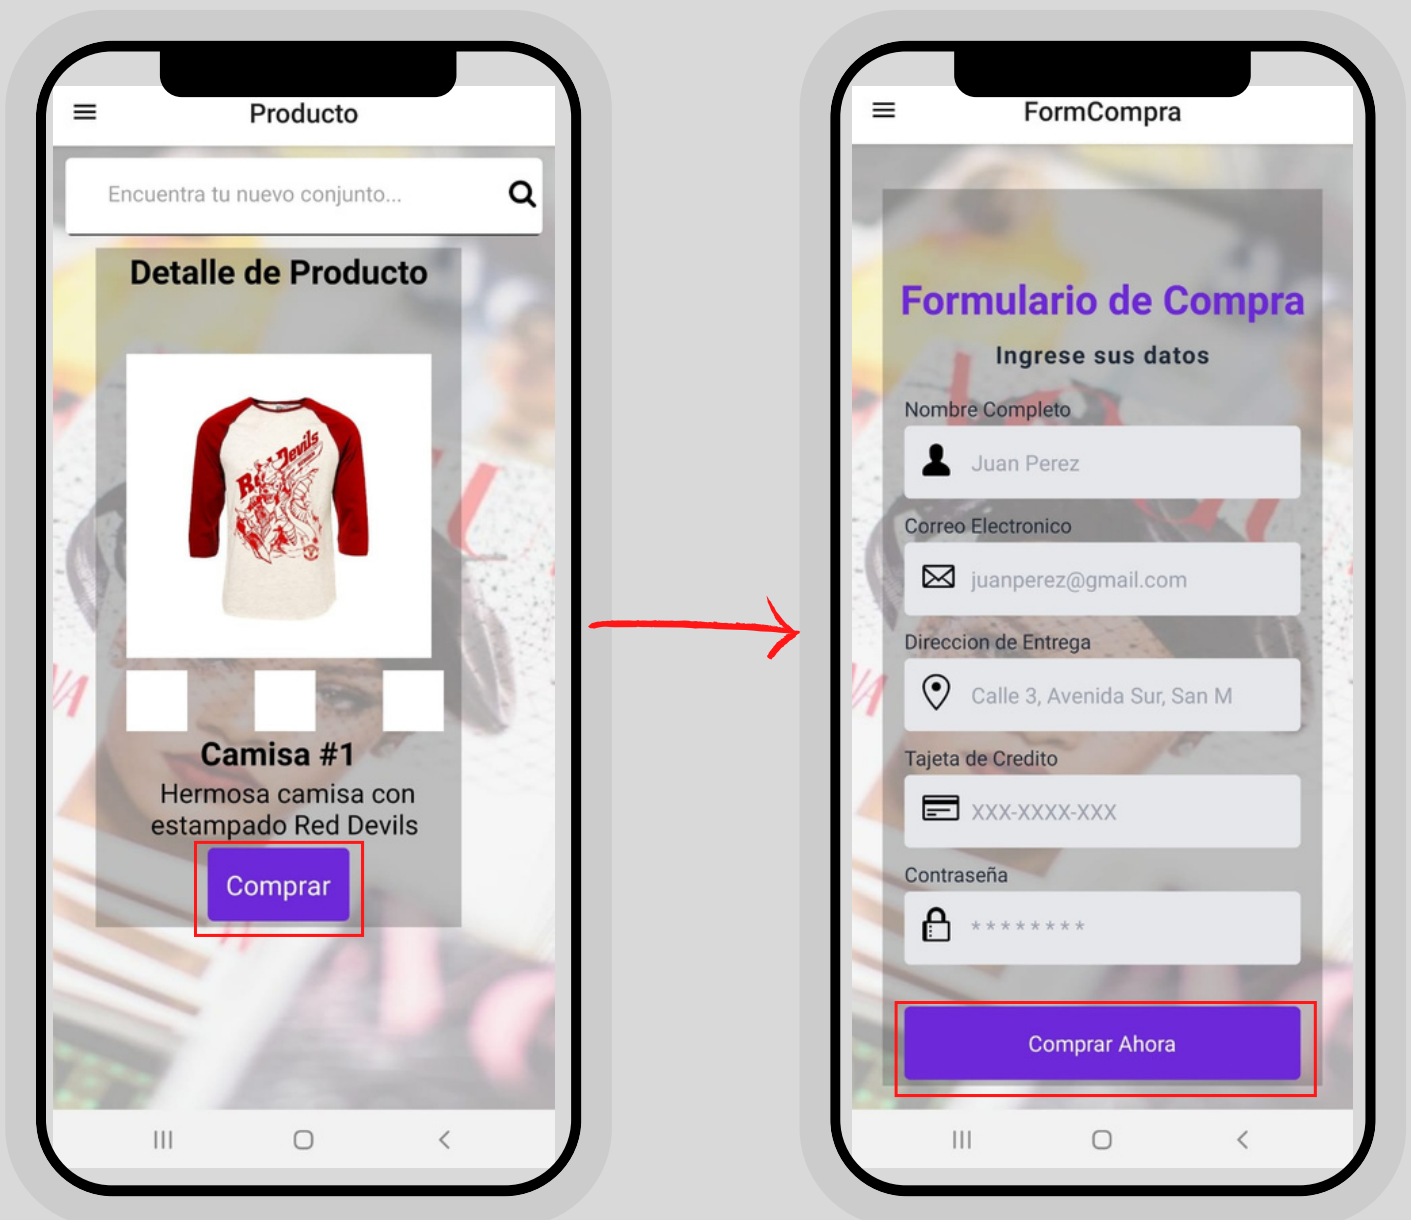 Producto
Encuentra tu nuevo conjunto...
Detalle de Producto
Red Devils
Camisa #1
Hermosa camisa con
estampado Red Devils
Comprar
FormCompra
Formulario de Compra
Ingrese sus datos
Nombre Completo
Juan Perez
Correo Electronico
juanperez@gmail.com
Direccion de Entrega
Calle 3, Avenida Sur, San M
Tajeta de Credito
XXX-XXXX-XXX
Contraseña
********
Comprar Ahora